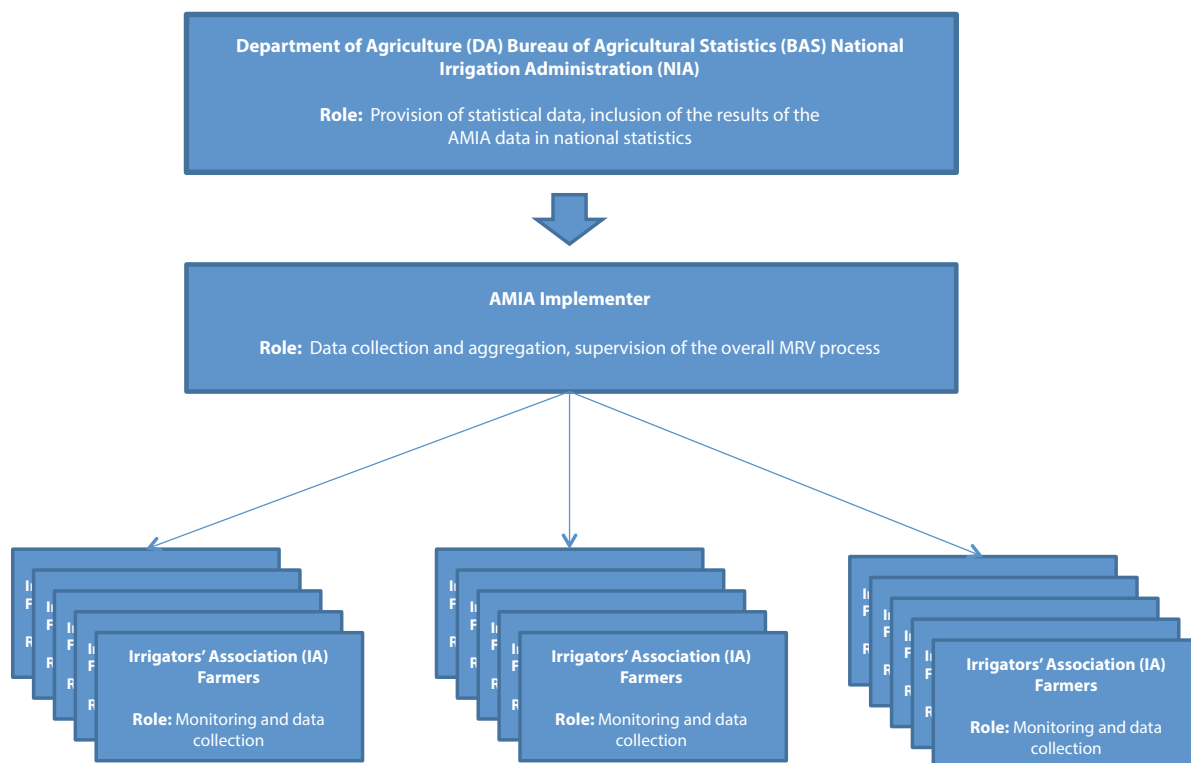 Department of Agriculture (DA) Bureau of Agricultural Statistics (BAS) National
Irrigation Administration (NIA)
Role: Provision of statistical data, inclusion of the results of the
AMIA data in national statistics
AMIA Implementer
Role: Data collection and aggregation, supervision of the overall MRV process
Irrigators' Association (IA)
Farmers
Role: Monitoring and data
collection
Irrigators' Association (IA)
Farmers
Role: Monitoring and data
collection
Irrigators' Association (IA)
Farmers
Role: Monitoring and data
collection